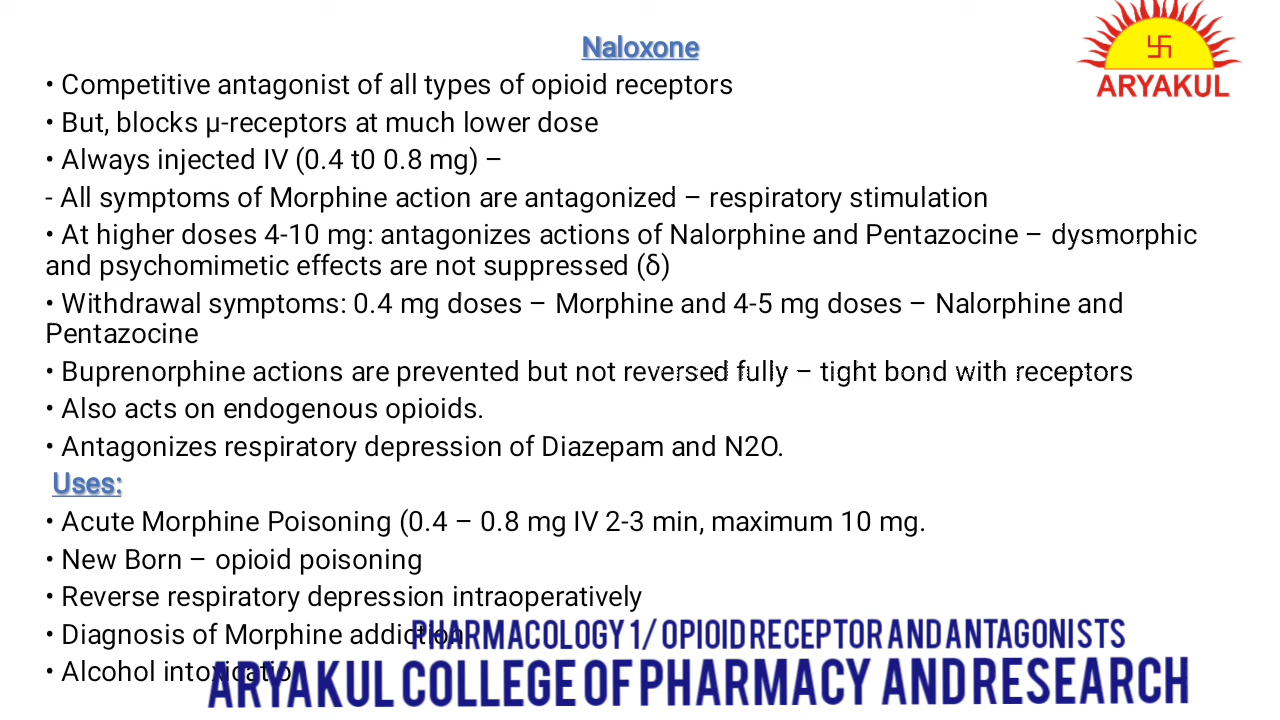 Naloxone
ARYAKUL
• Competitive antagonist of all types of opioid receptors
• But, blocks µ-receptors at much lower dose
• Always injected IV (0.4 t0 0.8 mg) –
- All symptoms of Morphine action are antagonized – respiratory stimulation
• At higher doses 4-10 mg: antagonizes actions of Nalorphine and Pentazocine – dysmorphic
and psychomimetic effects are not suppressed (δ)
• Withdrawal symptoms: 0.4 mg doses – Morphine and 4-5 mg doses – Nalorphine and
Pentazocine
• Buprenorphine actions are prevented but not reversed fully – tight bond with receptors
• Also acts on endogenous opioids.
• Antagonizes respiratory depression of Diazepam and N2O.
Uses:
• Acute Morphine Poisoning (0.4 – 0.8 mg IV 2-3 min, maximum 10 mg.
• New Born – opioid poisoning
• Reverse respiratory depression intraoperatively
• Diagnosis of Morphine addiction
PHARMACOLOGY 1/ OPIOID RECEPTOR AND ANTAGONISTS
• Alcohol intoxicatio
ARYAKUL COLLEGE OF PHARMACY AND RESEARCH